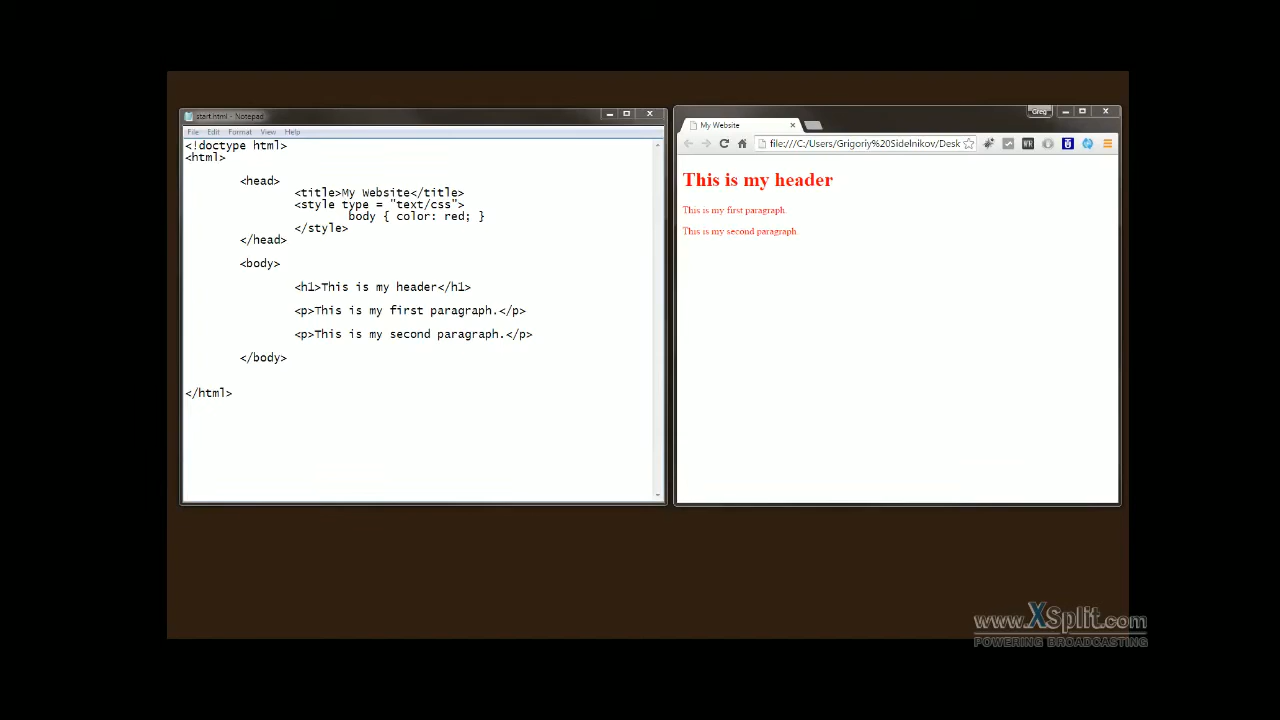 start.html - Notepad
File Edit Format View Help
<!doctype html>
<html>
<head>
<title>My Website</title>
<style type = "text/css">
body { color: red; }
</style>
</head>
<body>
<h1>This is my header</h1>
<p>This is my first paragraph.</p>
<p>This is my second paragraph.</p>
</body>
</html>
Greg
My Website
file:///C:/Users/Grigoriy%20Sidelnikov/Desk
WR
This is my header
This is my first paragraph.
This is my second paragraph.
www.XSplit.com
POWERING BROADCASTING